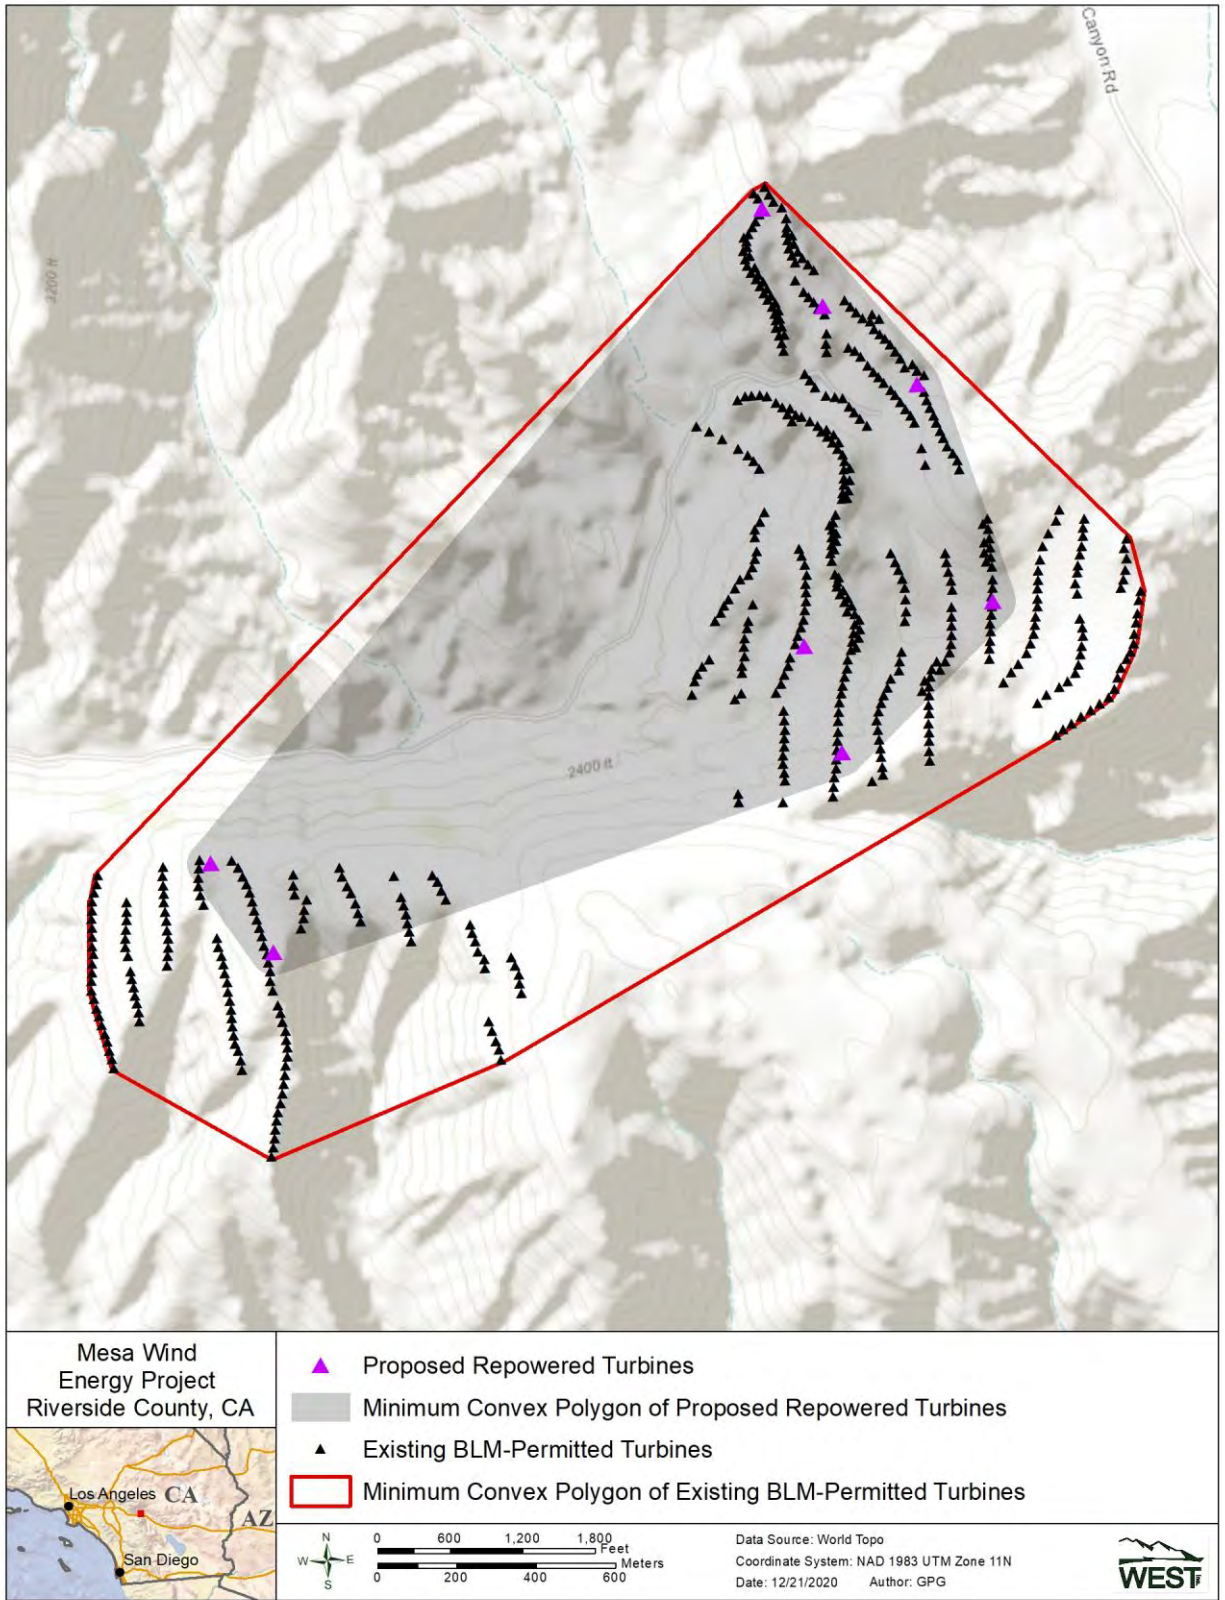 Canyon Rd
3200 ft
2400 ft
Mesa Wind
Energy Project
Riverside County, CA
Proposed Repowered Turbines
Minimum Convex Polygon of Proposed Repowered Turbines
Existing BLM-Permitted Turbines
Minimum Convex Polygon of Existing BLM-Permitted Turbines
Los Angeles
CA
AZ
San Diego
N
W E
S
0 600 1,200 1,800
Feet
Meters
0 200 400 600
Data Source: World Topo
Coordinate System: NAD 1983 UTM Zone 11N
Date: 12/21/2020 Author: GPG
WEST Inc.